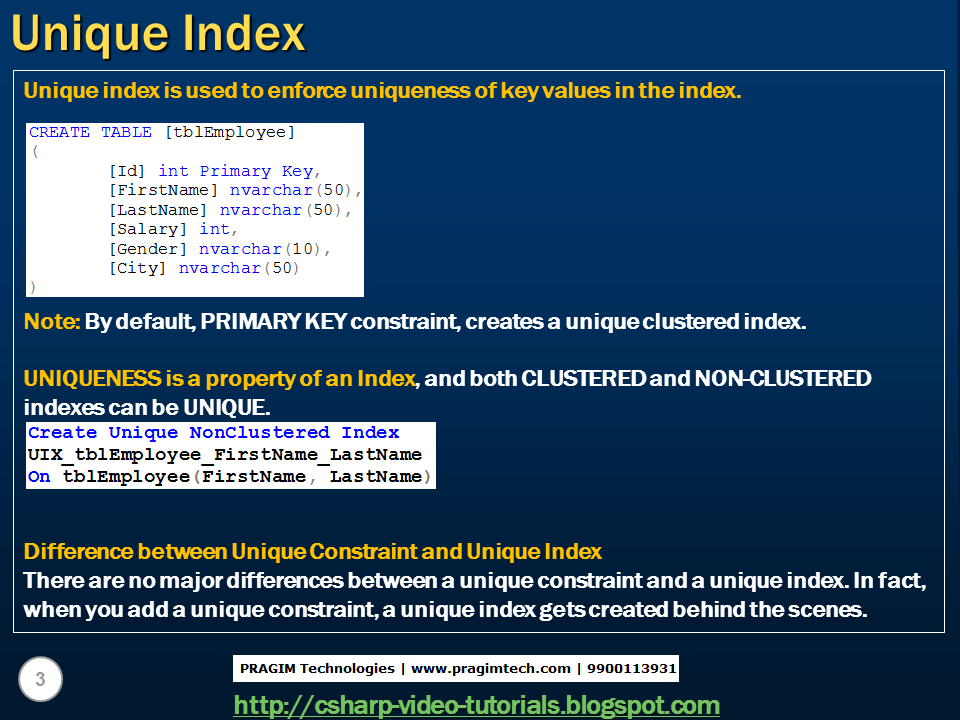 Unique Index
Unique index is used to enforce uniqueness of key values in the index.
CREATE TABLE [tblEmployee]
(
[Id] int Primary Key,
[FirstName] nvarchar(50),
[LastName] nvarchar(50),
[Salary] int,
[Gender] nvarchar(10),
[City] nvarchar(50)
)
Note: By default, PRIMARY KEY constraint, creates a unique clustered index.
UNIQUENESS is a property of an Index, and both CLUSTERED and NON-CLUSTERED
indexes can be UNIQUE.
Create Unique NonClustered Index
UIX_tblEmployee_FirstName_LastName
On tblEmployee(FirstName, LastName)
Difference between Unique Constraint and Unique Index
There are no major differences between a unique constraint and a unique index. In fact,
when you add a unique constraint, a unique index gets created behind the scenes.
3
PRAGIM Technologies | www.pragimtech.com | 9900113931
http://csharp-video-tutorials.blogspot.com